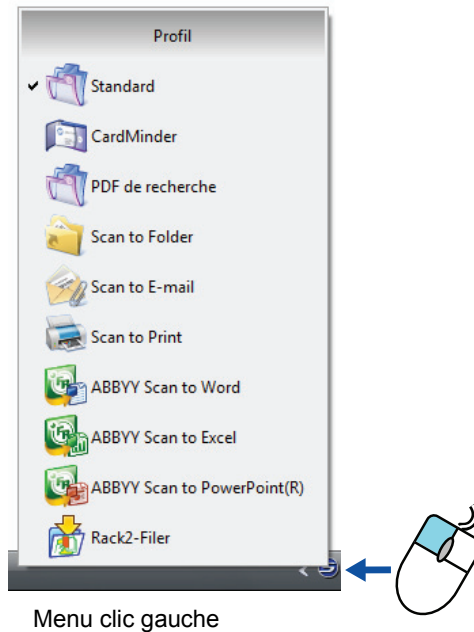 Profil
Standard
CardMinder
PDF de recherche
Scan to Folder
Scan to E-mail
Scan to Print
ABBYY Scan to Word
ABBYY Scan to Excel
ABBYY Scan to PowerPoint(R)
Rack2-Filer
Menu clic gauche